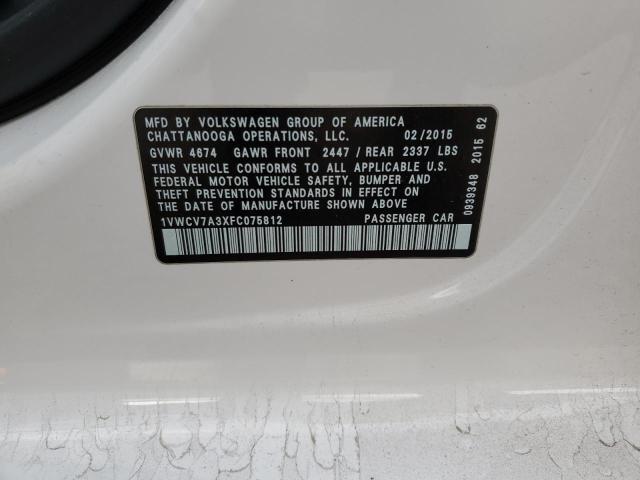 MFD BY VOLKSWAGEN GROUP OF AMERICA
CHATTANOOGA OPERATIONS, LLC. 02/2015
GVWR 4674 GAWR FRONT 2447 / REAR 2337 LBS
THIS VEHICLE CONFORMS TO ALL APPLICABLE U.S.
FEDERAL MOTOR VEHICLE SAFETY, BUMPER AND
THEFT PREVENTION STANDARDS IN EFFECT ON
THE DATE OF MANUFACTURE SHOWN ABOVE
1VWCV7A3XFC075812 PASSENGER CAR
0939348 2015 62